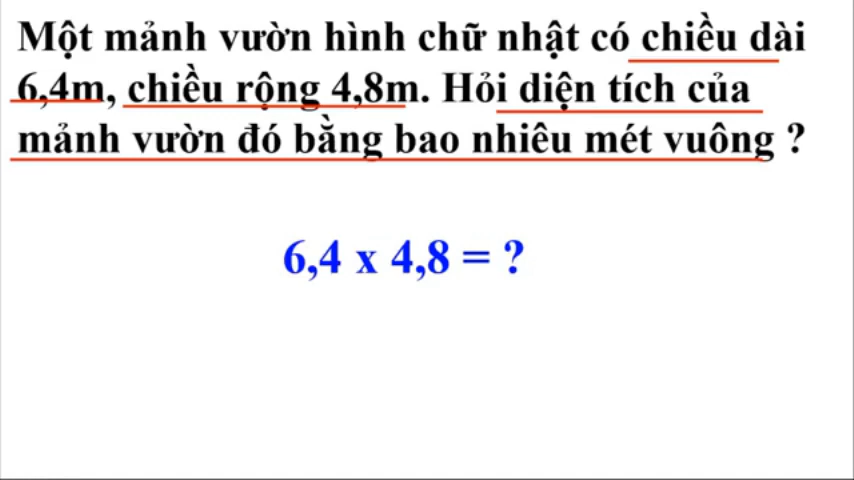 Một mảnh vườn hình chữ nhật có chiều dài
6,4m, chiều rộng 4,8m. Hỏi diện tích của
mảnh vườn đó bằng bao nhiêu mét vuông ?
6,4 x 4,8 = ?